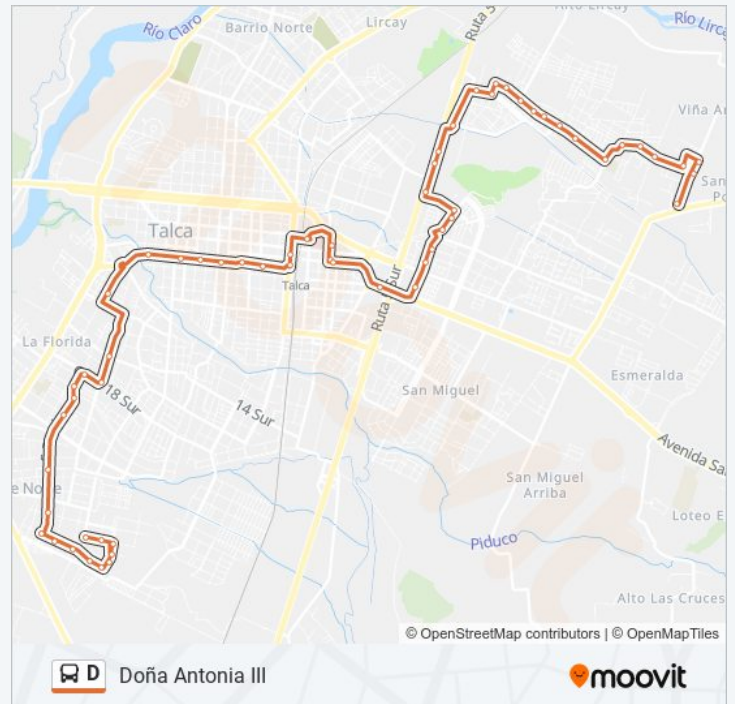 Alto Lircay
Río Claro
Barrio Norte
Lircay
Ruta 5
Río Lirca
Viña A
San
Po
Talca
Talca
Ruta 5 Sur
La Florida
18 Sur
14 Sur
San Miguel
Esmeralda
Avenida Sa
San Miguel
Arriba
e Norte
Loteo E
Piduco
Alto Las Cruces
© OpenStreetMap contributors | © OpenMapTiles
D Doña Antonia III
moovit